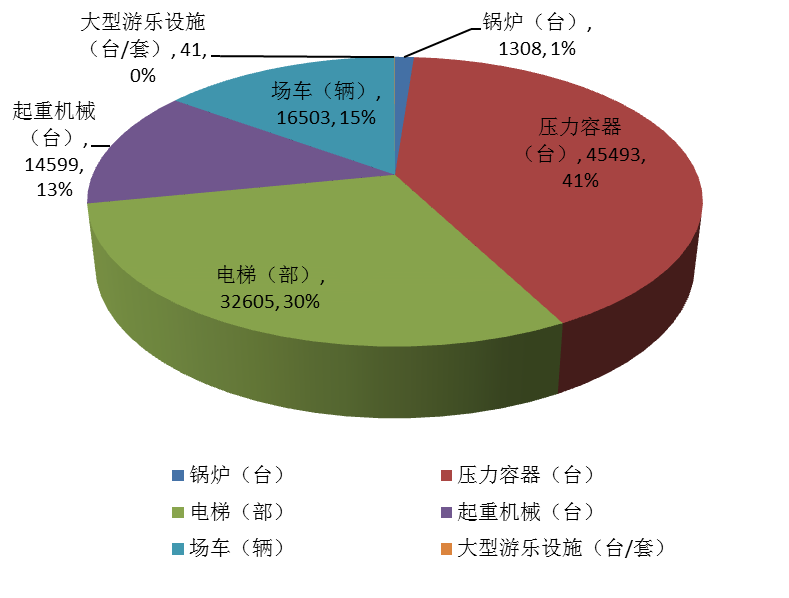 大型游乐设施
（台/套）, 41,
0%
锅炉（台）,
1308, 1%
场车（辆）,
16503, 15%
起重机械
（台）,
14599,
13%
压力容器
（台）, 45493,
41%
电梯（部）,
32605, 30%
锅炉（台）
压力容器（台）
电梯（部）
起重机械（台）
场车（辆）
大型游乐设施（台/套）